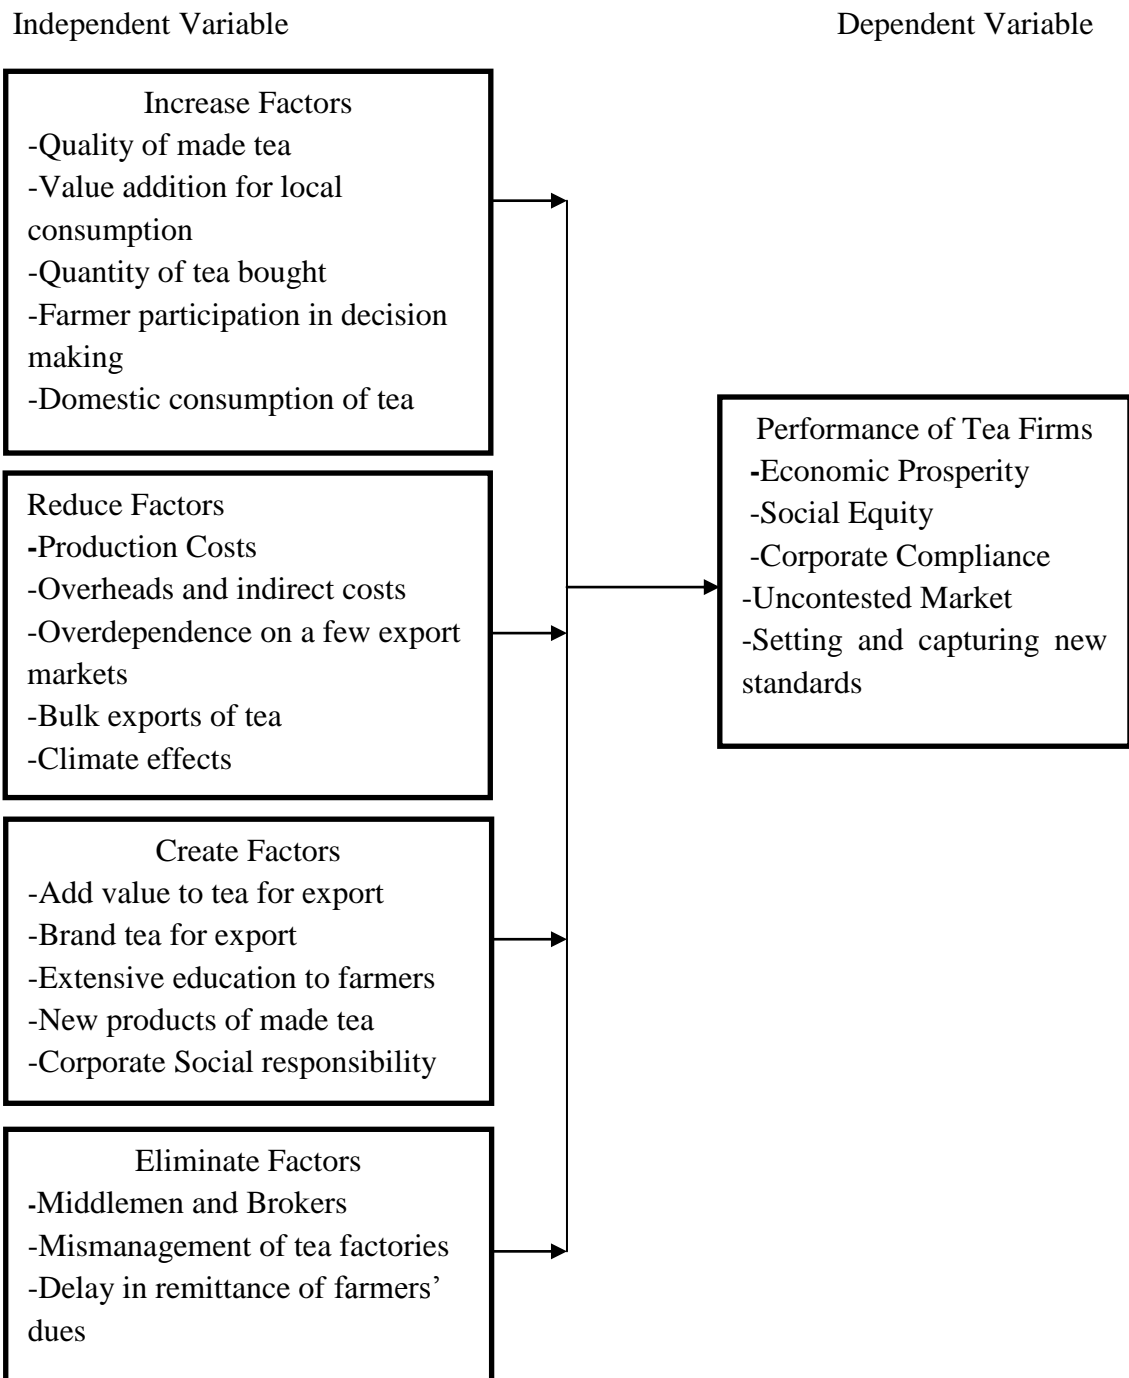 Independent Variable
Dependent Variable
Increase Factors
-Quality of made tea
-Value addition for local
consumption
-Quantity of tea bought
-Farmer participation in decision
making
-Domestic consumption of tea
Reduce Factors
-Production Costs
-Overheads and indirect costs
-Overdependence on a few export
markets
-Bulk exports of tea
-Climate effects
Create Factors
-Add value to tea for export
-Brand tea for export
-Extensive education to farmers
-New products of made tea
-Corporate Social responsibility
Eliminate Factors
-Middlemen and Brokers
-Mismanagement of tea factories
-Delay in remittance of farmers’
dues
Performance of Tea Firms
-Economic Prosperity
-Social Equity
-Corporate Compliance
-Uncontested Market
-Setting and capturing new
standards